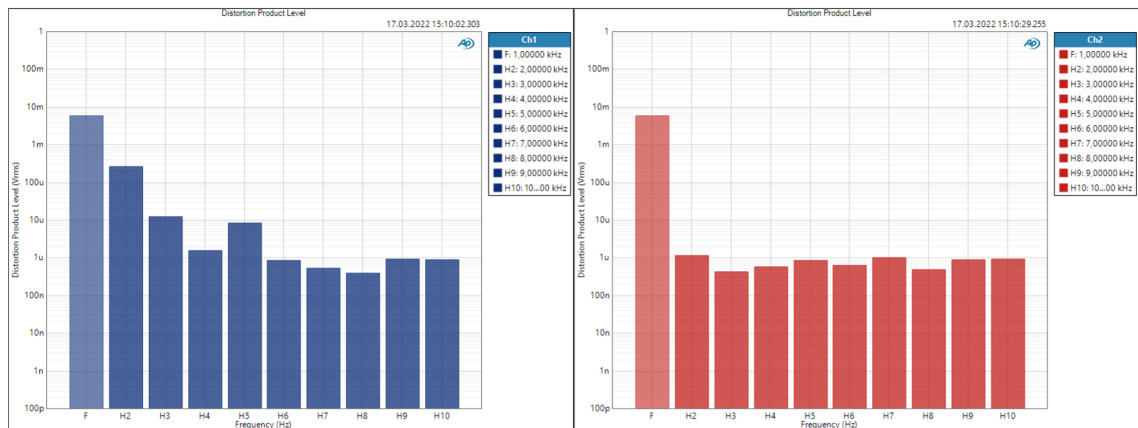 Distortion Product Level
17.03.2022 15:10:02.303
1
100m
10m
1m
100u
10u
1u
100n
10n
1n
100p
Distortion Product Level (Vrms)
F H2 H3 H4 H5 H6 H7 H8 H9 H10
Frequency (Hz)
AP
Ch1
F: 1,00000 kHz
H2: 2,00000 kHz
H3: 3,00000 kHz
H4: 4,00000 kHz
H5: 5,00000 kHz
H6: 6,00000 kHz
H7: 7,00000 kHz
H8: 8,00000 kHz
H9: 9,00000 kHz
H10: 10...00 kHz
Distortion Product Level
17.03.2022 15:10:29.255
1
100m
10m
1m
100u
10u
1u
100n
10n
1n
100p
Distortion Product Level (Vrms)
F H2 H3 H4 H5 H6 H7 H8 H9 H10
Frequency (Hz)
AP
Ch2
F: 1,00000 kHz
H2: 2,00000 kHz
H3: 3,00000 kHz
H4: 4,00000 kHz
H5: 5,00000 kHz
H6: 6,00000 kHz
H7: 7,00000 kHz
H8: 8,00000 kHz
H9: 9,00000 kHz
H10: 10...00 kHz